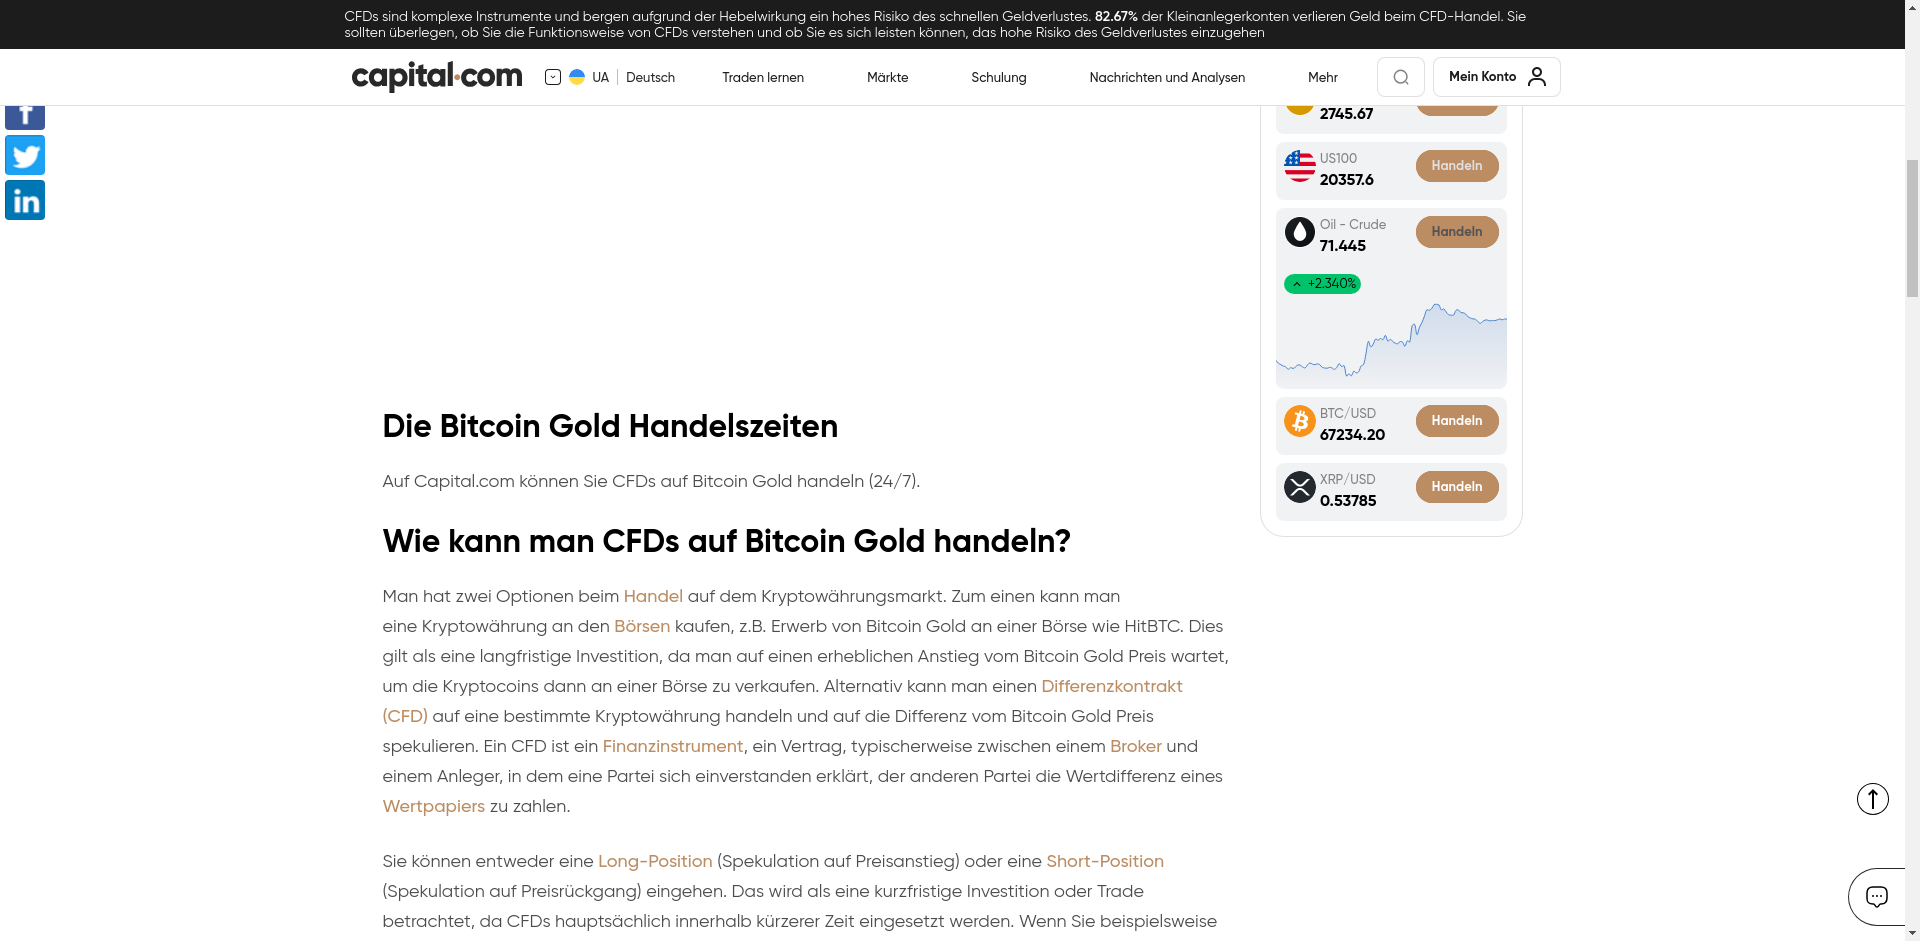 CFDs sind komplexe Instrumente und bergen aufgrund der Hebelwirkung ein hohes Risiko des schnellen Geldverlustes. 82.67% der Kleinanlegerkonten verlieren Geld beim CFD-Handel. Sie
sollten überlegen, ob Sie die Funktionsweise von CFDs verstehen und ob Sie es sich leisten können, das hohe Risiko des Geldverlustes einzugehen
capital.com
UA | Deutsch
Traden lernen
Märkte
Schulung
Nachrichten und Analysen
Mehr
Mein Konto
f
in
2745.67
US100
20357.6
Handeln
Oil - Crude
71.445
Handeln
+2.340%
BTC/USD
67234.20
Handeln
XRP/USD
0.53785
Handeln
Die Bitcoin Gold Handelszeiten
Auf Capital.com können Sie CFDs auf Bitcoin Gold handeln (24/7).
Wie kann man CFDs auf Bitcoin Gold handeln?
Man hat zwei Optionen beim Handel auf dem Kryptowährungsmarkt. Zum einen kann man
eine Kryptowährung an den Börsen kaufen, z.B. Erwerb von Bitcoin Gold an einer Börse wie HitBTC. Dies
gilt als eine langfristige Investition, da man auf einen erheblichen Anstieg vom Bitcoin Gold Preis wartet,
um die Kryptocoins dann an einer Börse zu verkaufen. Alternativ kann man einen Differenzkontrakt
(CFD) auf eine bestimmte Kryptowährung handeln und auf die Differenz vom Bitcoin Gold Preis
spekulieren. Ein CFD ist ein Finanzinstrument, ein Vertrag, typischerweise zwischen einem Broker und
einem Anleger, in dem eine Partei sich einverstanden erklärt, der anderen Partei die Wertdifferenz eines
Wertpapiers zu zahlen.
Sie können entweder eine Long-Position (Spekulation auf Preisanstieg) oder eine Short-Position
(Spekulation auf Preisrückgang) eingehen. Das wird als eine kurzfristige Investition oder Trade
betrachtet, da CFDs hauptsächlich innerhalb kürzerer Zeit eingesetzt werden. Wenn Sie beispielsweise